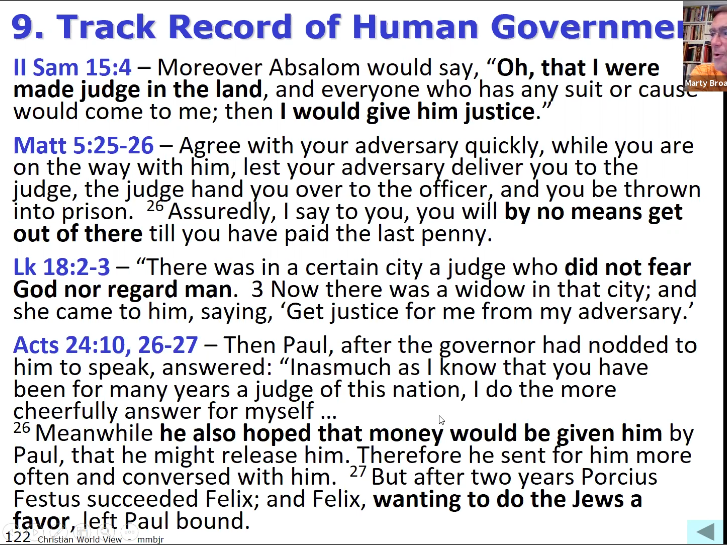 9. Track Record of Human Governmen
II Sam 15:4 – Moreover Absalom would say, “Oh, that I were
made judge in the land, and everyone who has any suit or cause
would come to me; then I would give him justice.”
Matt 5:25-26 – Agree with your adversary quickly, while you are
on the way with him, lest your adversary deliver you to the
judge, the judge hand you over to the officer, and you be thrown
into prison. 26 Assuredly, I say to you, you will by no means get
out of there till you have paid the last penny.
Lk 18:2-3 – “There was in a certain city a judge who did not fear
God nor regard man. 3 Now there was a widow in that city; and
she came to him, saying, ‘Get justice for me from my adversary.’
Acts 24:10, 26-27 – Then Paul, after the governor had nodded to
him to speak, answered: “Inasmuch as I know that you have
been for many years a judge of this nation, I do the more
cheerfully answer for myself …
26 Meanwhile he also hoped that money would be given him by
Paul, that he might release him. Therefore he sent for him more
often and conversed with him. 27 But after two years Porcius
Festus succeeded Felix; and Felix, wanting to do the Jews a
favor, left Paul bound.
122 Christian World View - mmbjr
Marty Broa